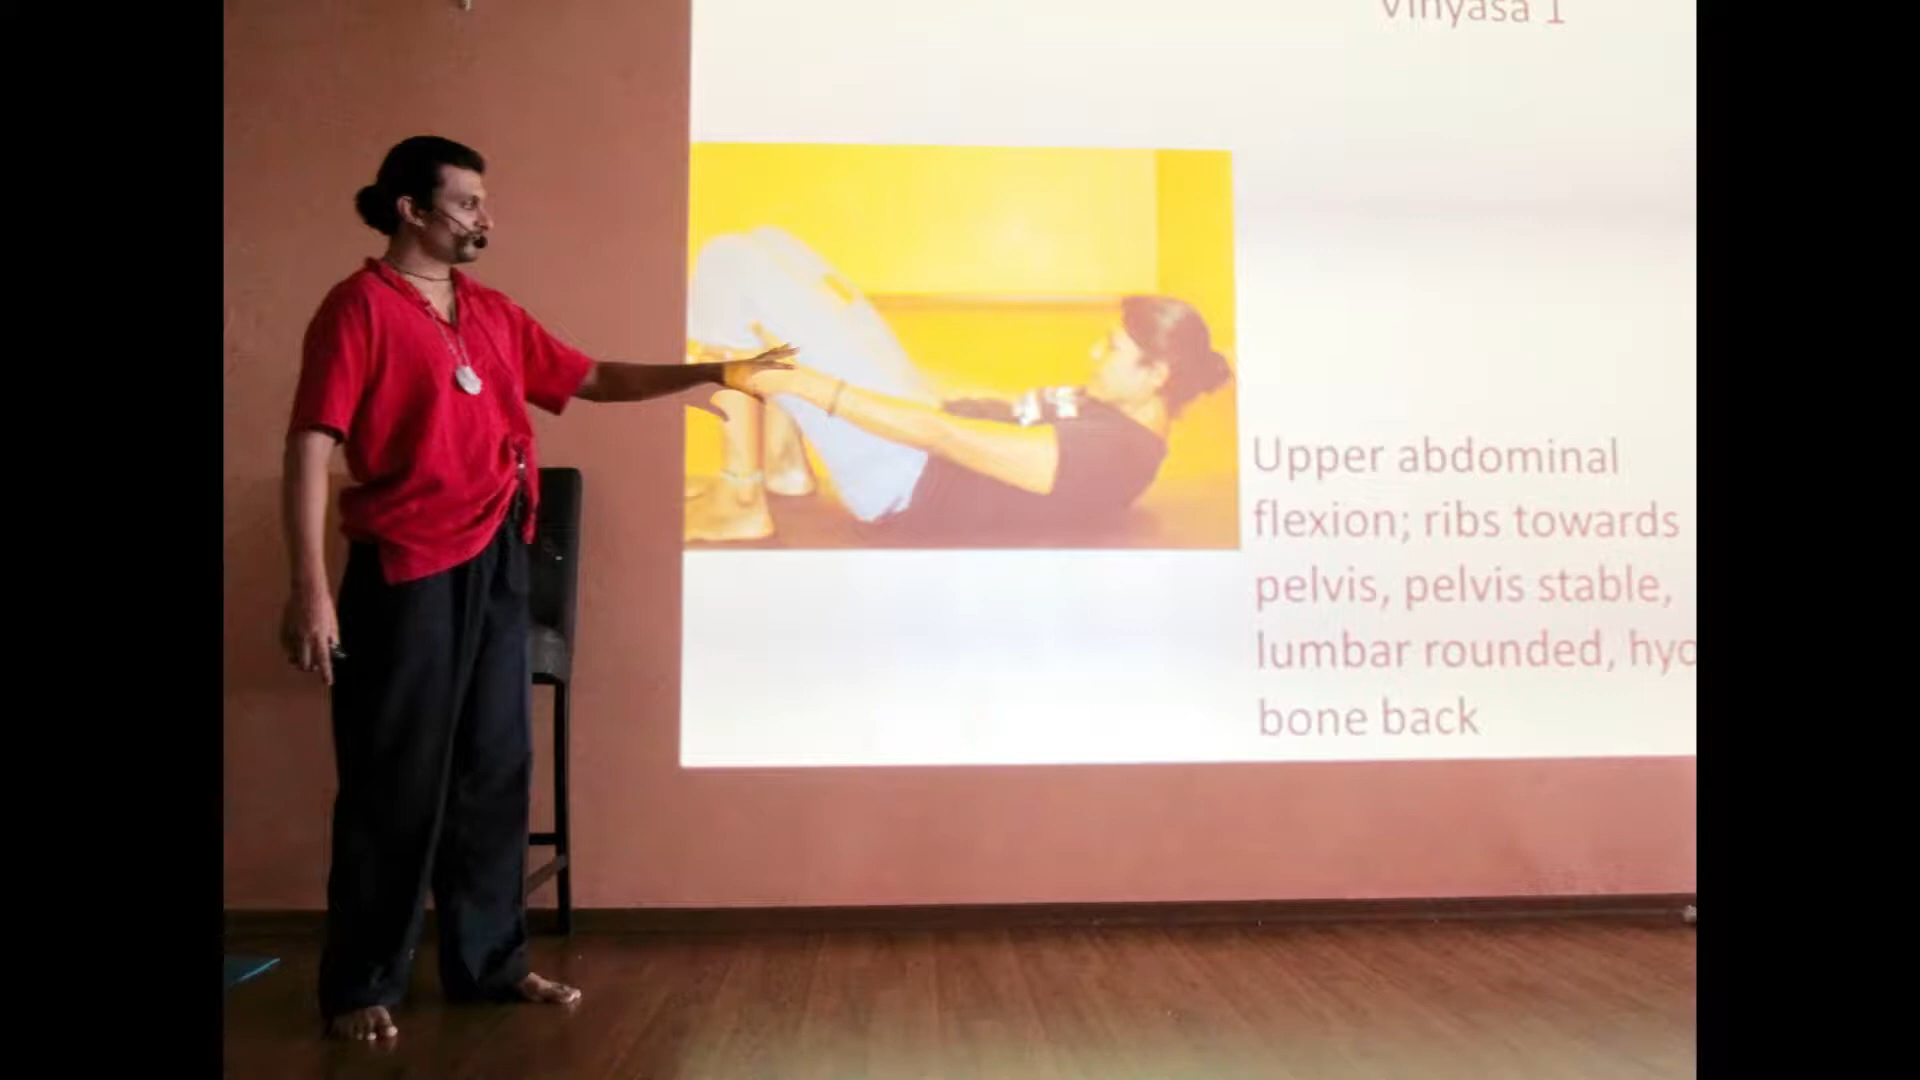 Vinyasa 1
Upper abdominal
flexion; ribs towards
pelvis, pelvis stable,
lumbar rounded, hyo
bone back